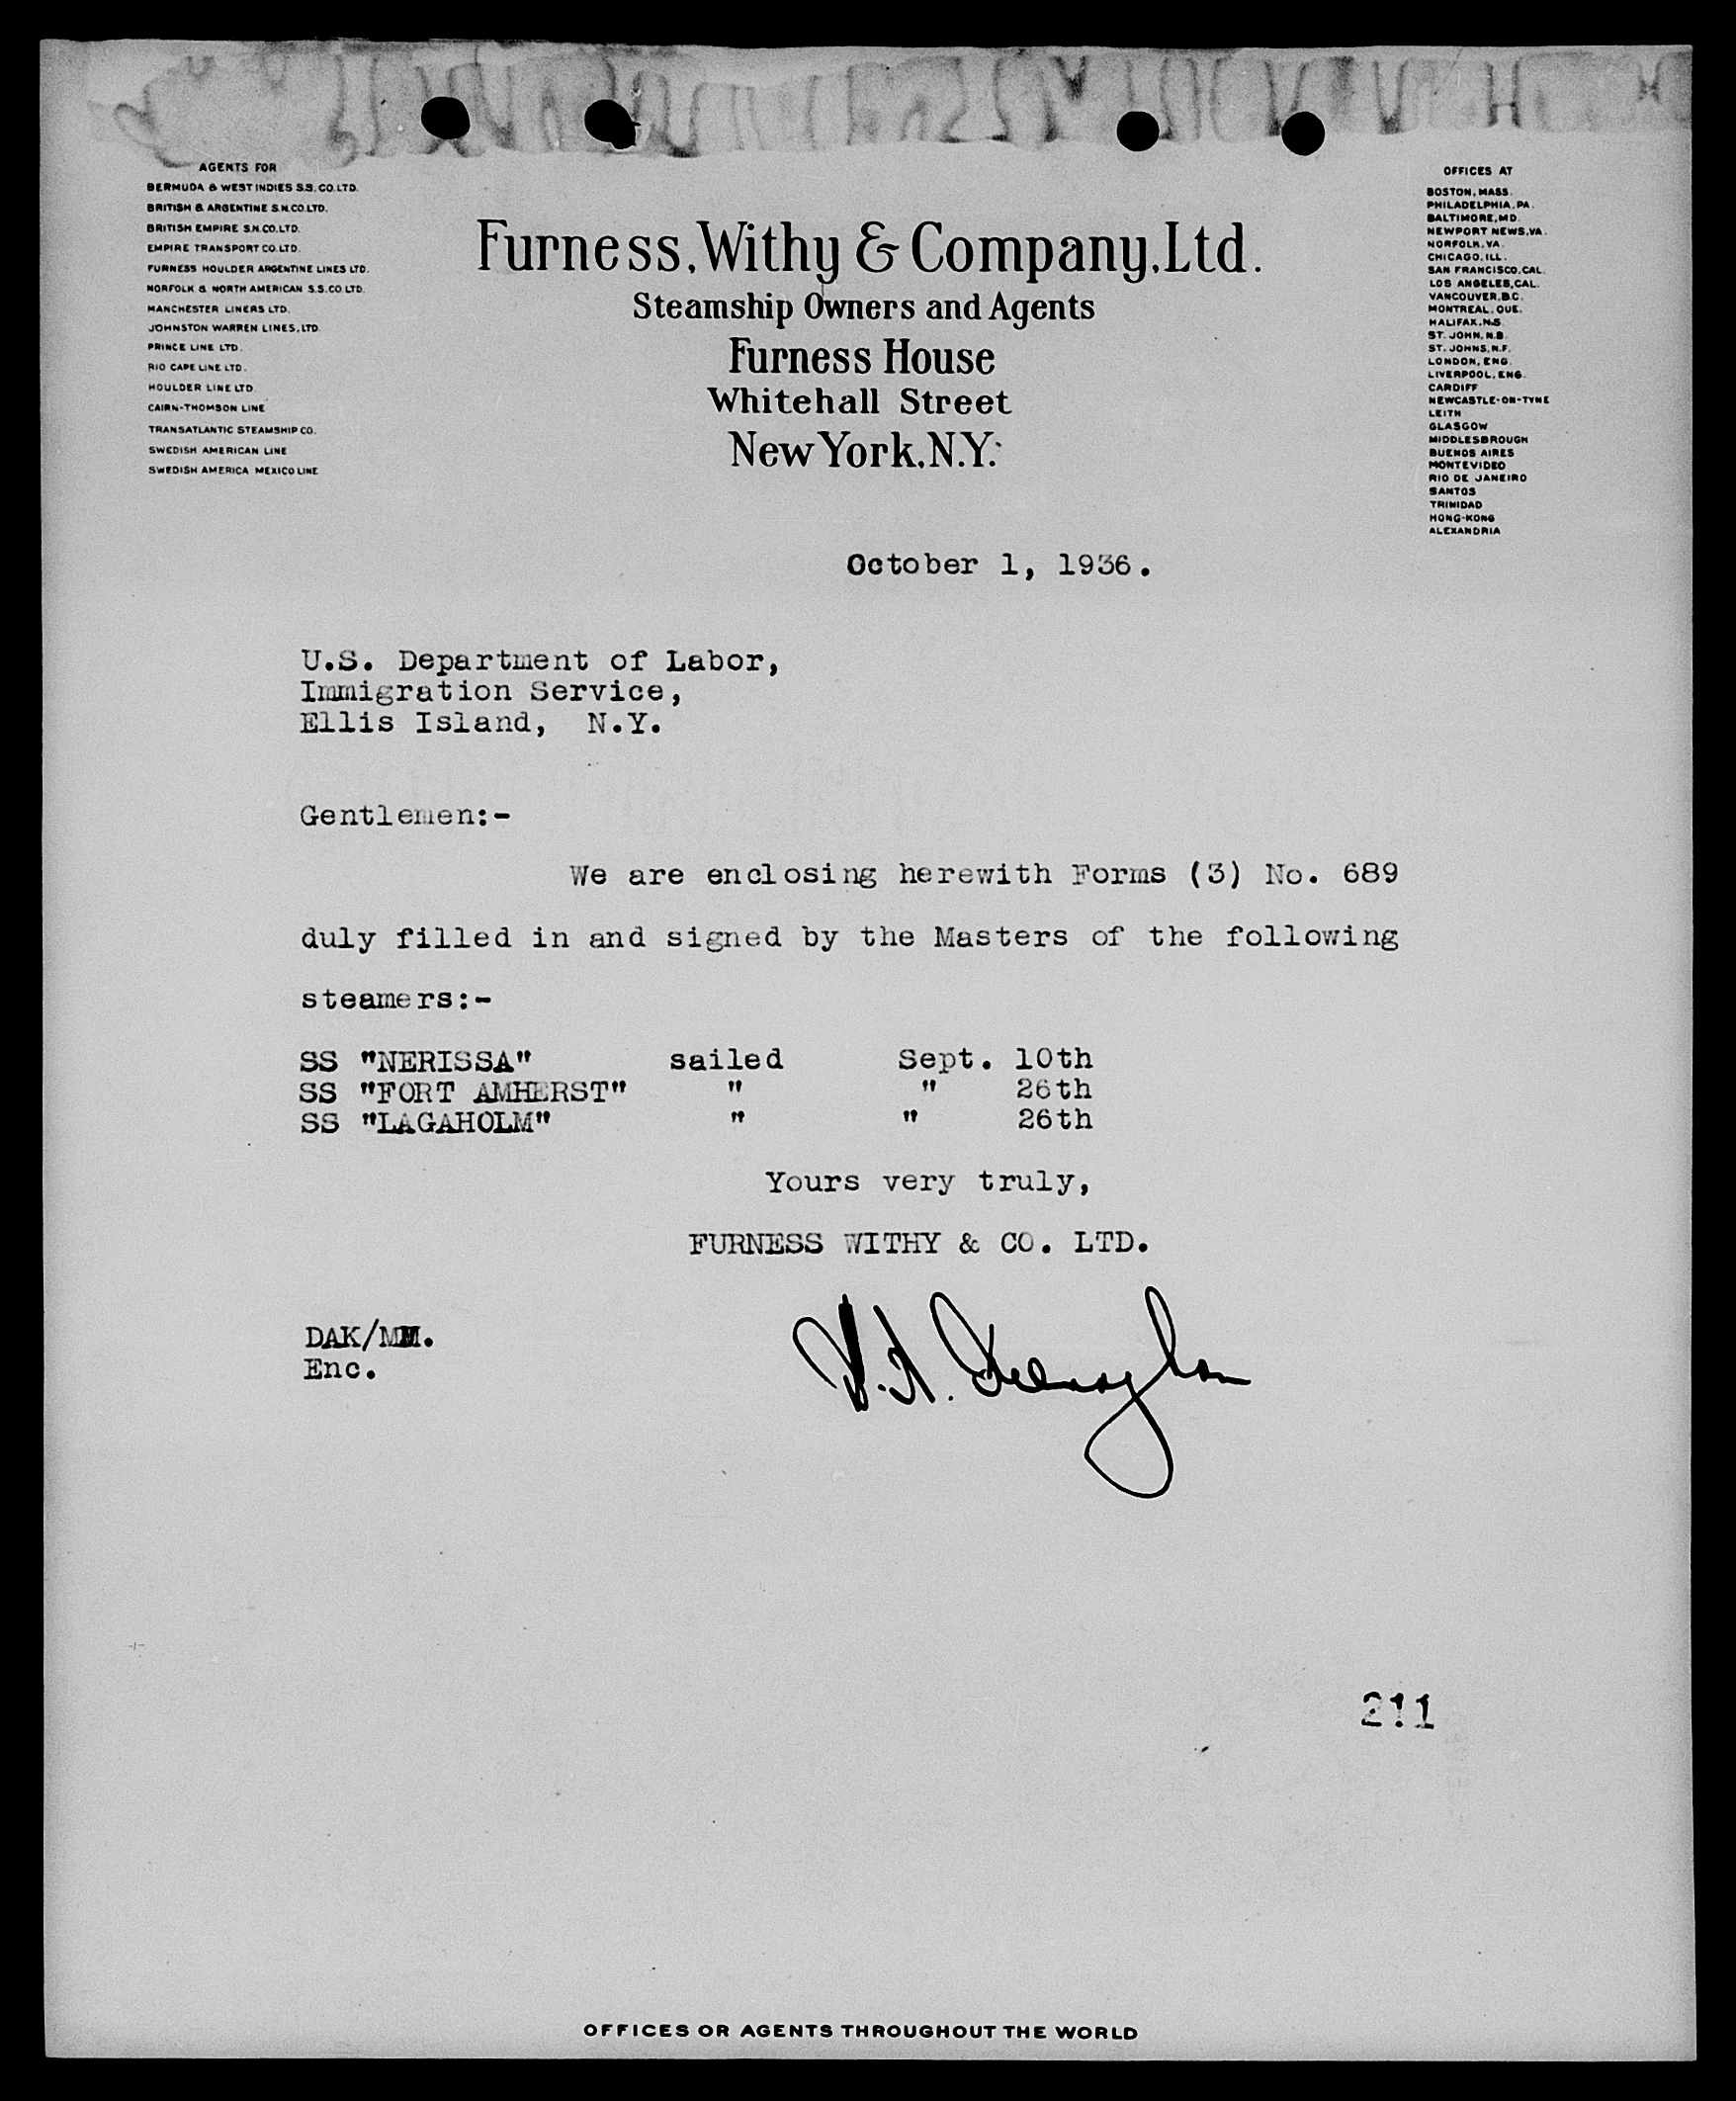 AGENTS FOR
BERMUDA & WEST INDIES S.S. CO. LTD.
BRITISH & ARGENTINE S.N. CO. LTD.
BRITISH EMPIRE S.N. CO. LTD.
EMPIRE TRANSPORT CO. LTD.
FURNESS HOULDER ARGENTINE LINES LTD.
NORFOLK & NORTH AMERICAN S.S. CO. LTD.
MANCHESTER LINERS LTD.
JOHNSTON WARREN LINES, LTD.
PRINCE LINE LTD.
RIO CAPE LINE LTD.
HOULDER LINE LTD
CAIRN-THOMSON LINE
TRANSATLANTIC STEAMSHIP CO.
SWEDISH AMERICAN LINE
SWEDISH AMERICA MEXICO LINE
Furness, Withy & Company, Ltd.
Steamship Owners and Agents
Furness House
Whitehall Street
New York, N.Y.
OFFICES AT
BOSTON, MASS.
PHILADELPHIA, PA.
BALTIMORE, MD.
NEWPORT NEWS, VA.
NORFOLK, VA.
CHICAGO, ILL.
SAN FRANCISCO, CAL.
LOS ANGELES, CAL.
VANCOUVER, B.C.
MONTREAL, QUE.
HALIFAX, N.S.
ST. JOHN, N.B.
ST. JOHNS, N.F.
LONDON, ENG.
LIVERPOOL, ENG.
CARDIFF
NEWCASTLE-ON-TYNE
LEITH
GLASGOW
MIDDLESBROUGH
BUENOS AIRES
MONTEVIDEO
RIO DE JANEIRO
SANTOS
TRINIDAD
HONG-KONG
ALEXANDRIA
October 1, 1936.
U.S. Department of Labor,
Immigration Service,
Ellis Island, N.Y.
Gentlemen:-
We are enclosing herewith Forms (3) No. 689
duly filled in and signed by the Masters of the following
steamers:-
SS "NERISSA" sailed Sept. 10th
SS "FORT AMHERST" " " 26th
SS "LAGAHOLM" " " 26th
Yours very truly,
FURNESS WITHY & CO. LTD.
DAK/MM.
Enc.
211
OFFICES OR AGENTS THROUGHOUT THE WORLD